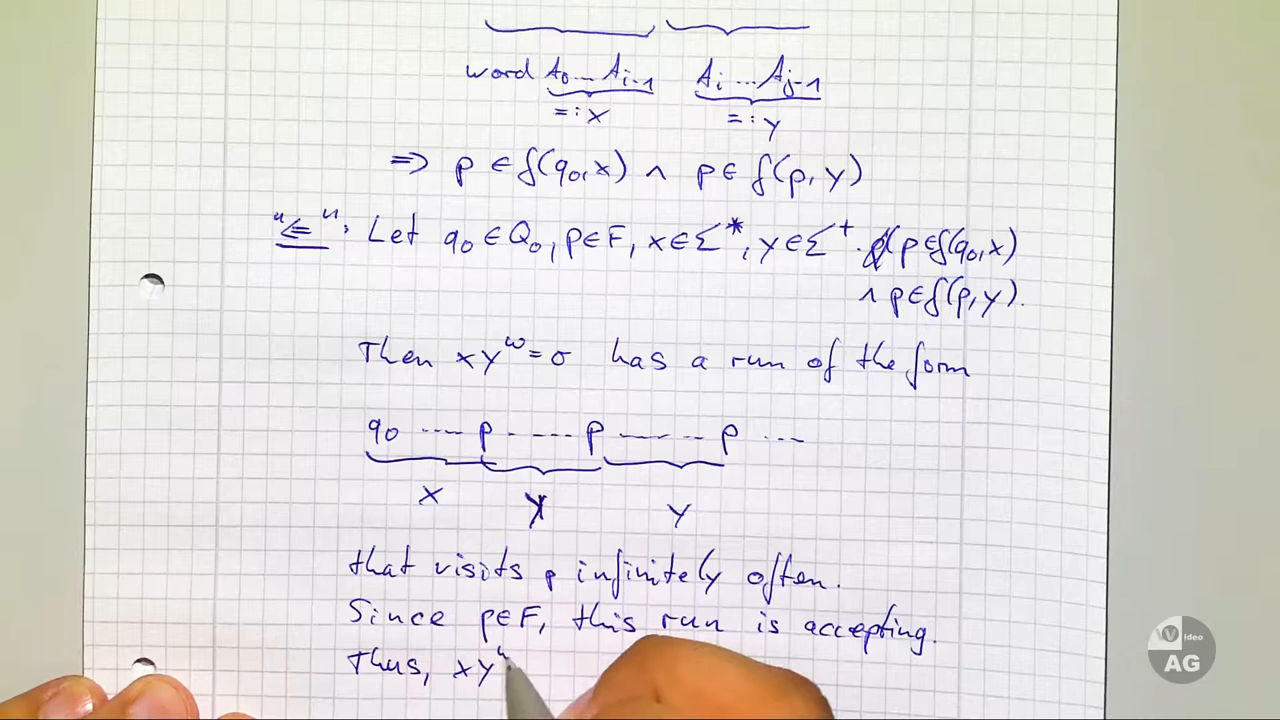 word A0 ... Ai-1 Ai ... Aj-1
=: x =: y
⇒ p ∈ δ(q0, x) ∧ p ∈ δ(p, y)
"⇐": Let q0 ∈ Q0, p ∈ F, x ∈ Σ*, y ∈ Σ+. (p ∈ δ(q0, x)
∧ p ∈ δ(p, y).
Then xy^ω = σ has a run of the form
q0 ---- p ---- p ---- p ...
x y y
that visits p infinitely often.
Since p ∈ F, this run is accepting.
Thus, xy
Video
AG